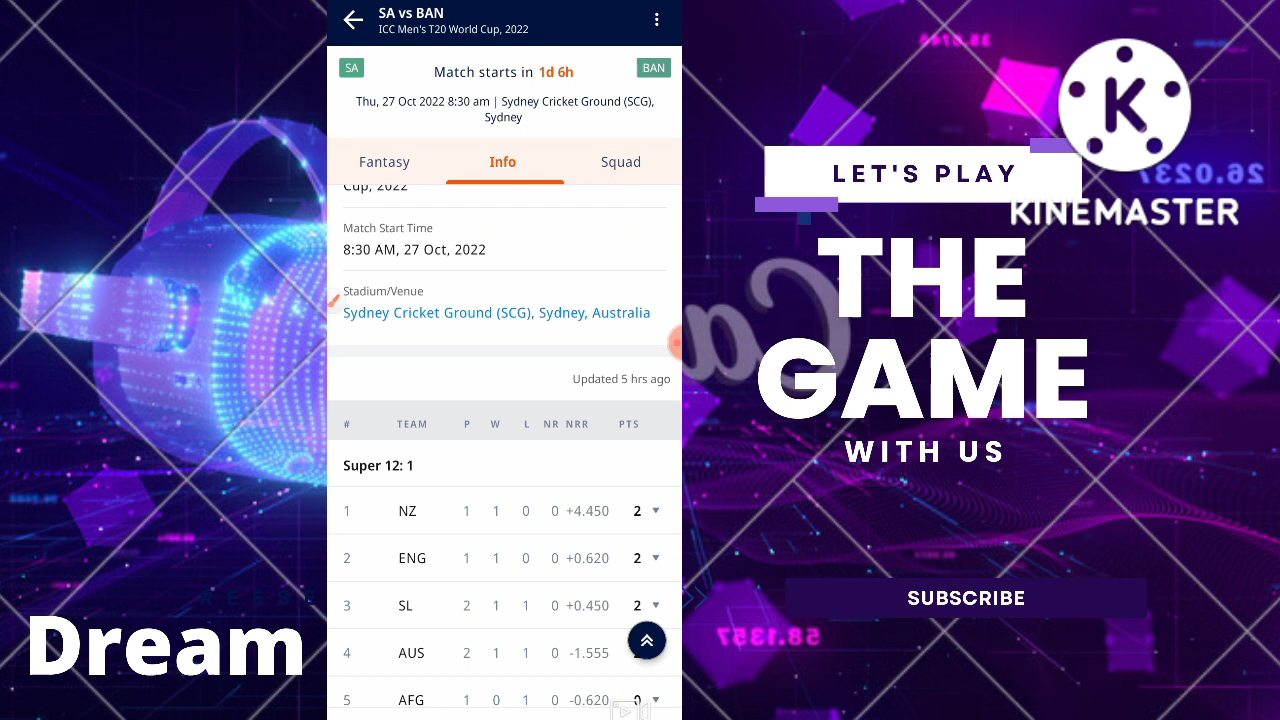 SA vs BAN
ICC Men's T20 World Cup, 2022
SA
Match starts in 1d 6h
BAN
Thu, 27 Oct 2022 8:30 am | Sydney Cricket Ground (SCG),
Sydney
Fantasy Info Squad
Cup, 2022
Match Start Time
8:30 AM, 27 Oct, 2022
Stadium/Venue
Sydney Cricket Ground (SCG), Sydney, Australia
Updated 5 hrs ago
# TEAM P W L NR NRR PTS
Super 12: 1
1 NZ 1 1 0 0 +4.450 2
2 ENG 1 1 0 0 +0.620 2
3 SL 2 1 1 0 +0.450 2
4 AUS 2 1 1 0 -1.555
5 AFG 1 0 1 0 -0.620 0
Dream
K
KINEMASTER
LET'S PLAY
THE
GAME
WITH US
SUBSCRIBE
26.0237
58.1357
Ca